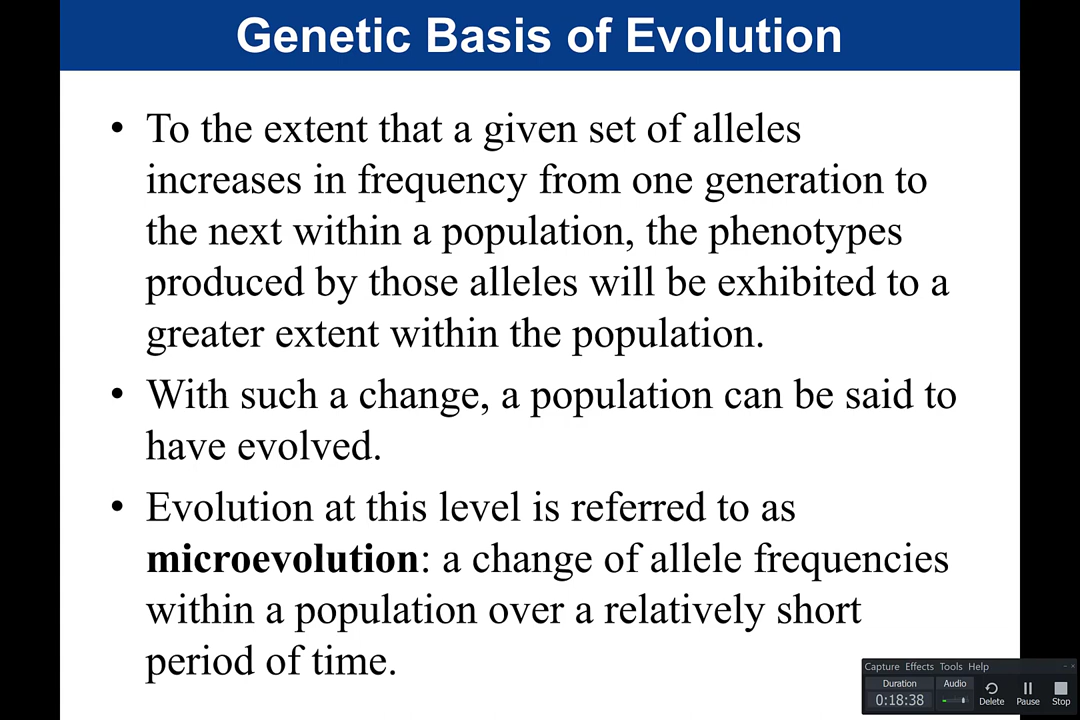 Genetic Basis of Evolution
• To the extent that a given set of alleles
increases in frequency from one generation to
the next within a population, the phenotypes
produced by those alleles will be exhibited to a
greater extent within the population.
• With such a change, a population can be said to
have evolved.
• Evolution at this level is referred to as
microevolution: a change of allele frequencies
within a population over a relatively short
period of time.
Capture Effects Tools Help
Duration Audio
0:18:38 Delete Pause Stop